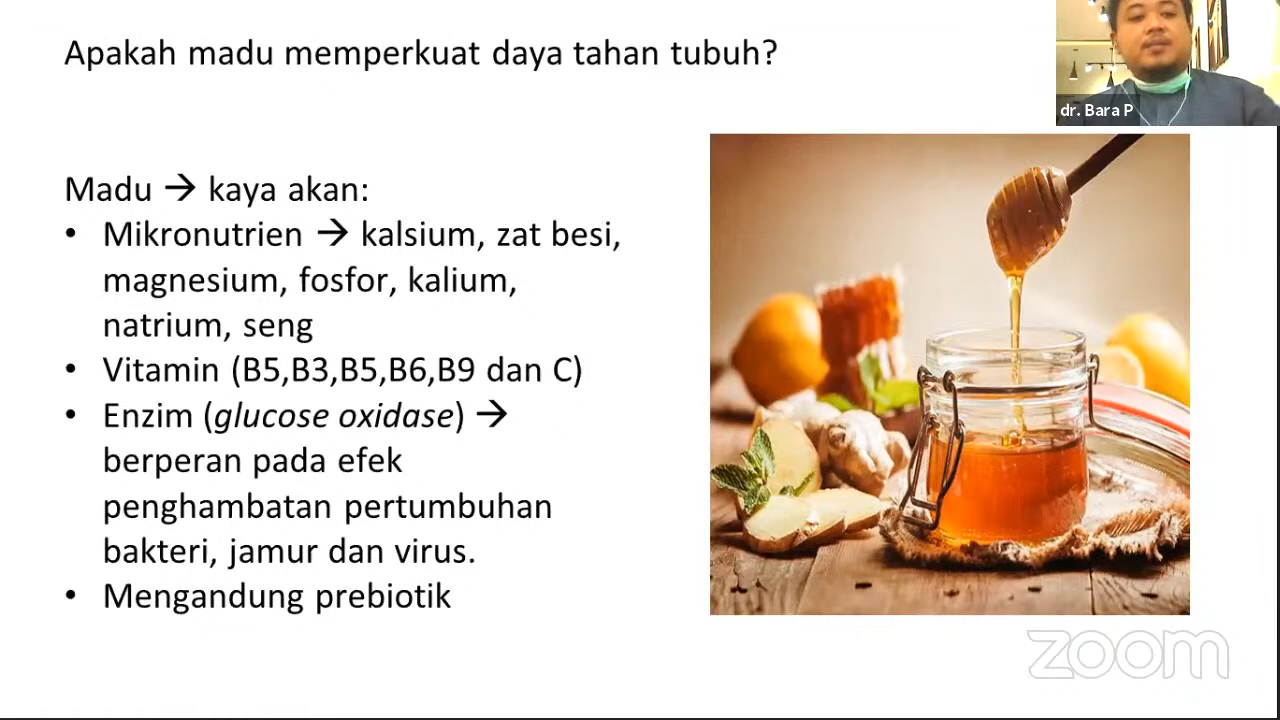 Apakah madu memperkuat daya tahan tubuh?
dr. Bara P
Madu → kaya akan:
• Mikronutrien → kalsium, zat besi,
magnesium, fosfor, kalium,
natrium, seng
• Vitamin (B5,B3,B5,B6,B9 dan C)
• Enzim (glucose oxidase) →
berperan pada efek
penghambatan pertumbuhan
bakteri, jamur dan virus.
• Mengandung prebiotik
zoom